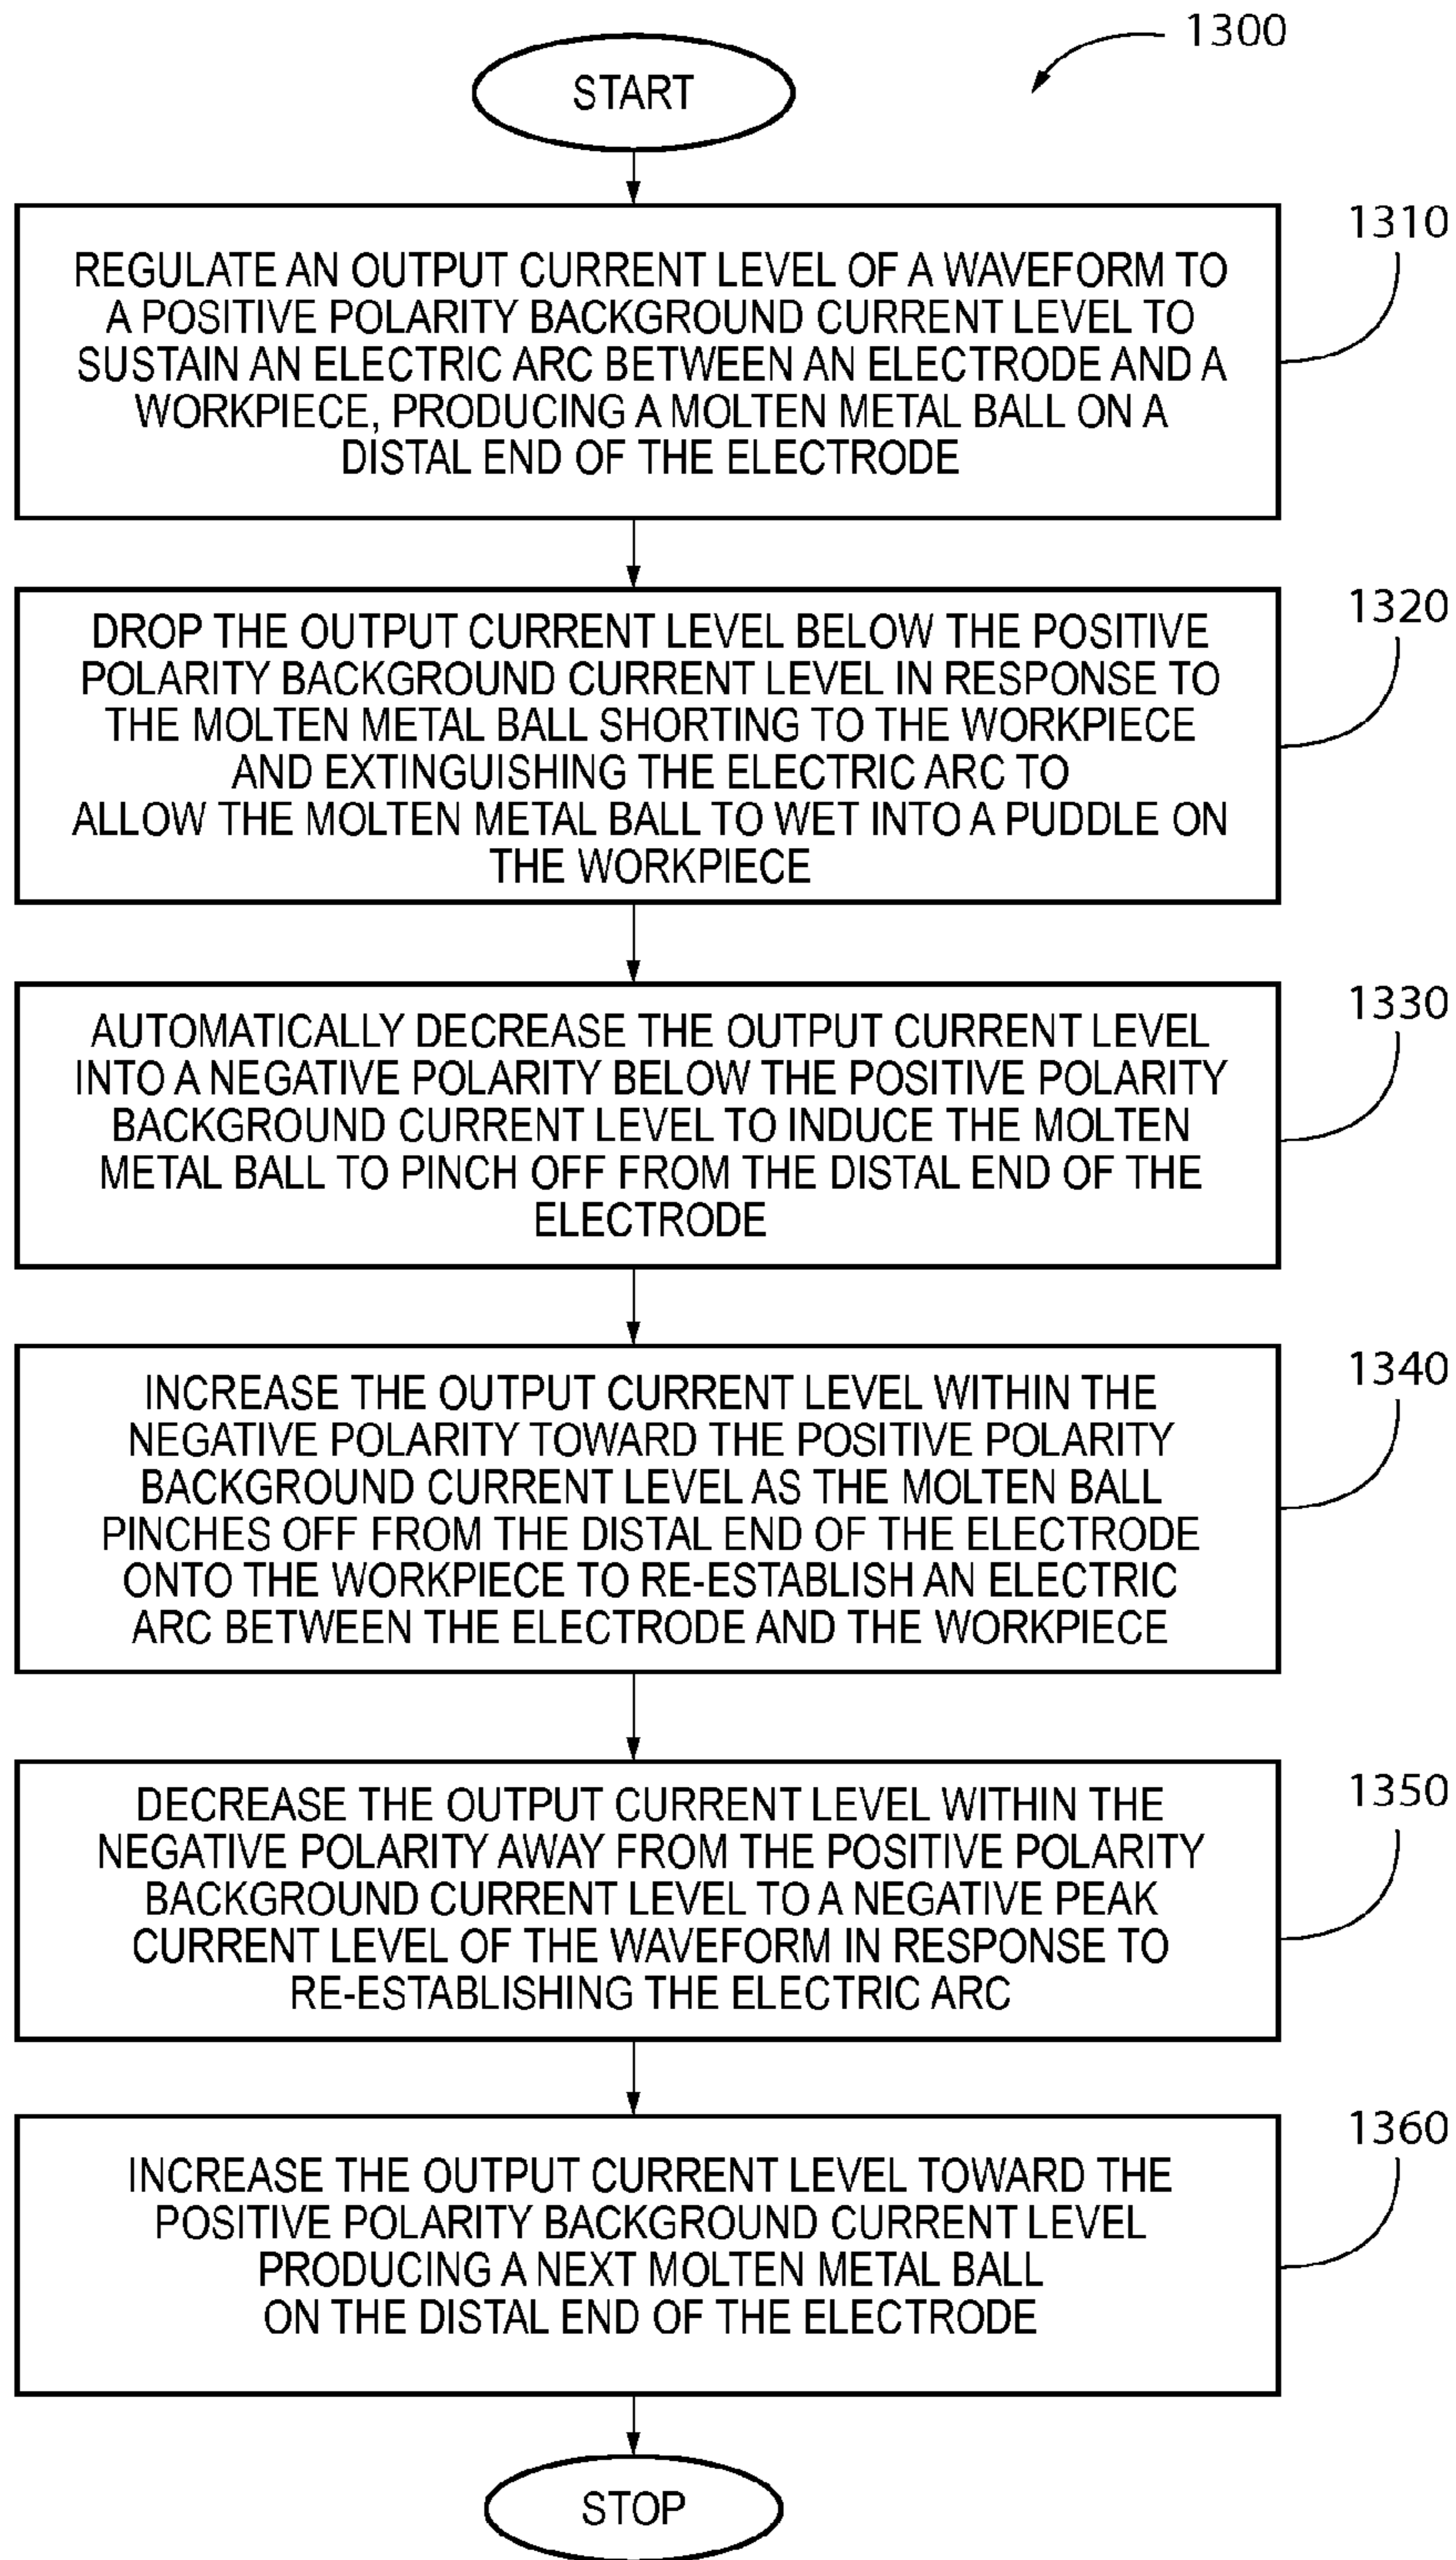 1300
START
1310
REGULATE AN OUTPUT CURRENT LEVEL OF A WAVEFORM TO
A POSITIVE POLARITY BACKGROUND CURRENT LEVEL TO
SUSTAIN AN ELECTRIC ARC BETWEEN AN ELECTRODE AND A
WORKPIECE, PRODUCING A MOLTEN METAL BALL ON A
DISTAL END OF THE ELECTRODE
1320
DROP THE OUTPUT CURRENT LEVEL BELOW THE POSITIVE
POLARITY BACKGROUND CURRENT LEVEL IN RESPONSE TO
THE MOLTEN METAL BALL SHORTING TO THE WORKPIECE
AND EXTINGUISHING THE ELECTRIC ARC TO
ALLOW THE MOLTEN METAL BALL TO WET INTO A PUDDLE ON
THE WORKPIECE
1330
AUTOMATICALLY DECREASE THE OUTPUT CURRENT LEVEL
INTO A NEGATIVE POLARITY BELOW THE POSITIVE POLARITY
BACKGROUND CURRENT LEVEL TO INDUCE THE MOLTEN
METAL BALL TO PINCH OFF FROM THE DISTAL END OF THE
ELECTRODE
1340
INCREASE THE OUTPUT CURRENT LEVEL WITHIN THE
NEGATIVE POLARITY TOWARD THE POSITIVE POLARITY
BACKGROUND CURRENT LEVEL AS THE MOLTEN BALL
PINCHES OFF FROM THE DISTAL END OF THE ELECTRODE
ONTO THE WORKPIECE TO RE-ESTABLISH AN ELECTRIC
ARC BETWEEN THE ELECTRODE AND THE WORKPIECE
1350
DECREASE THE OUTPUT CURRENT LEVEL WITHIN THE
NEGATIVE POLARITY AWAY FROM THE POSITIVE POLARITY
BACKGROUND CURRENT LEVEL TO A NEGATIVE PEAK
CURRENT LEVEL OF THE WAVEFORM IN RESPONSE TO
RE-ESTABLISHING THE ELECTRIC ARC
1360
INCREASE THE OUTPUT CURRENT LEVEL TOWARD THE
POSITIVE POLARITY BACKGROUND CURRENT LEVEL
PRODUCING A NEXT MOLTEN METAL BALL
ON THE DISTAL END OF THE ELECTRODE
STOP